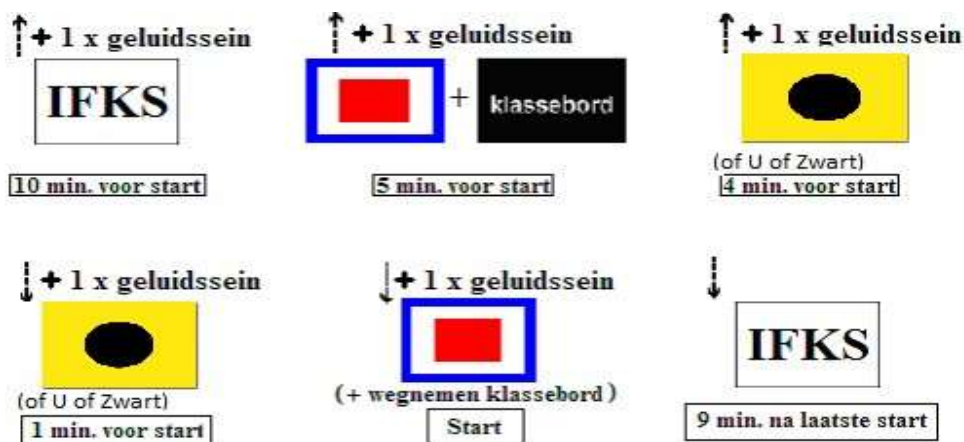 + 1 x geluidssein
IFKS
10 min. voor start
+ 1 x geluidssein
+ klassebord
5 min. voor start
+ 1 x geluidssein
(of U of Zwart)
4 min. voor start
+ 1 x geluidssein
(of U of Zwart)
1 min. voor start
+ 1 x geluidssein
(+ wegnemen klassebord)
Start
IFKS
9 min. na laatste start